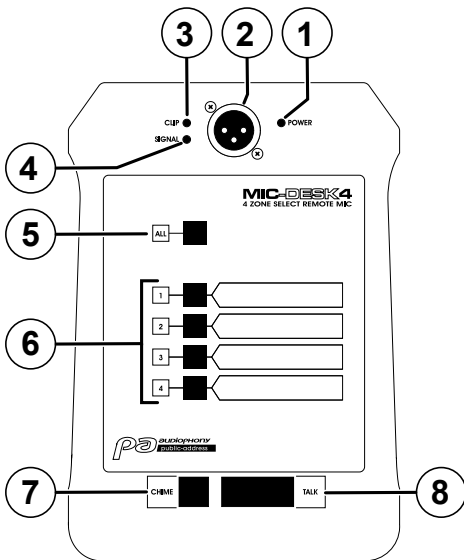 3
2
1
CLIP
POWER
SIGNAL
4
MIC-DESK4
4 ZONE SELECT REMOTE MIC
5
ALL
1
2
6
3
4
pa audiophony
public-address
7
CHIME
TALK
8